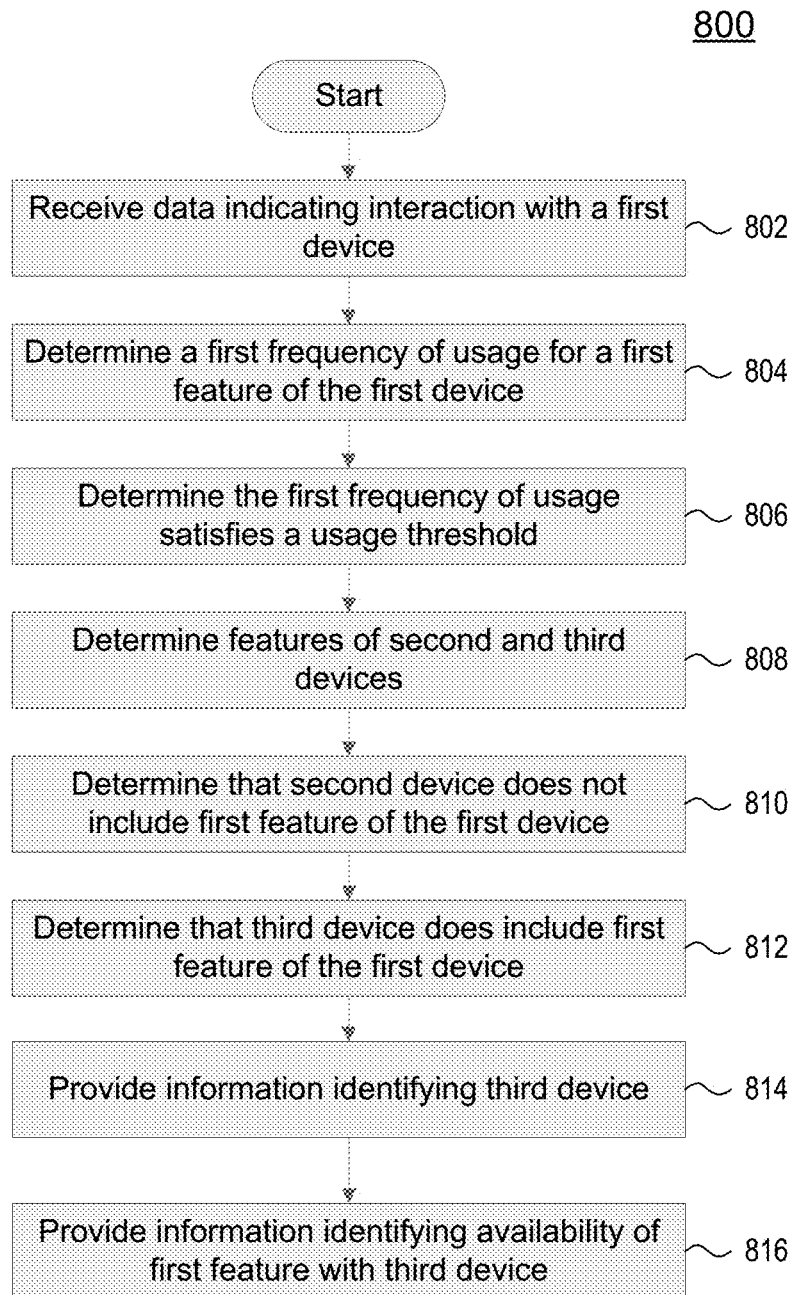 800
Start
Receive data indicating interaction with a first
device
802
Determine a first frequency of usage for a first
feature of the first device
804
Determine the first frequency of usage
satisfies a usage threshold
806
Determine features of second and third
devices
808
Determine that second device does not
include first feature of the first device
810
Determine that third device does include first
feature of the first device
812
Provide information identifying third device
814
Provide information identifying availability of
first feature with third device
816